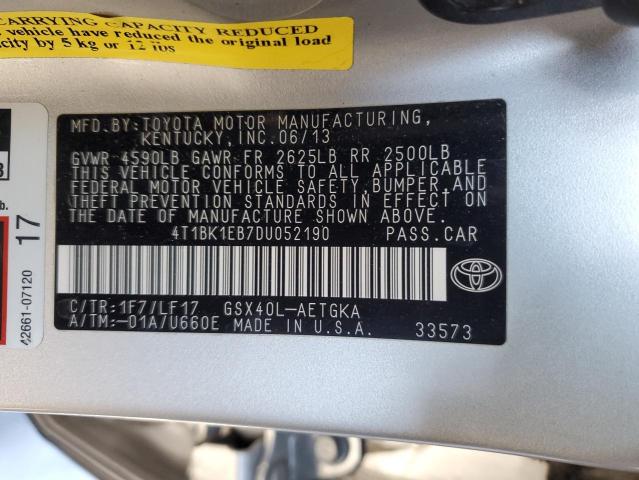 CARRYING CAPACITY REDUCED
vehicle have reduced the original load
city by 5 kg or 12 lbs
MFD.BY:TOYOTA MOTOR MANUFACTURING,
KENTUCKY,INC.06/13
GVWR 4590LB GAWR FR 2625LB RR 2500LB
THIS VEHICLE CONFORMS TO ALL APPLICABLE
FEDERAL MOTOR VEHICLE SAFETY,BUMPER,AND
THEFT PREVENTION STANDARDS IN EFFECT ON
THE DATE OF MANUFACTURE SHOWN ABOVE.
4T1BK1EB7DU052190 PASS.CAR
C/TR:1F7/LF17 GSX40L-AETGKA
A/TM:-01A/U660E MADE IN U.S.A. 33573
b.
17
42661-07120